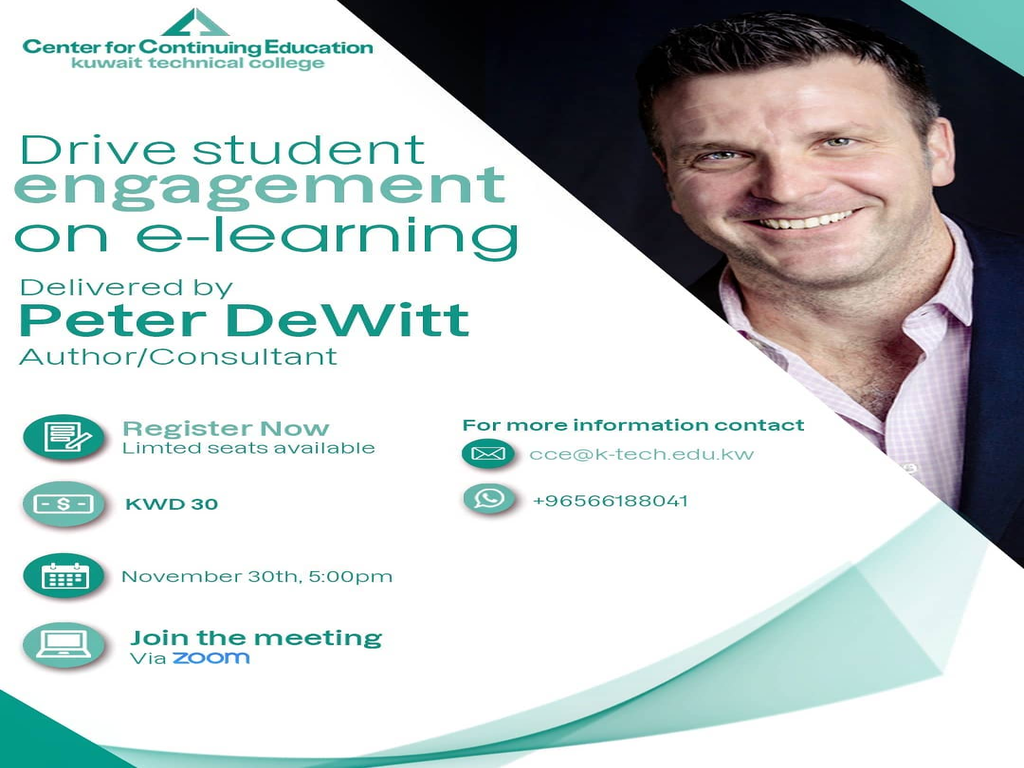 Center for Continuing Education
kuwait technical college
Drive student
engagement
on e-learning
Delivered by
Peter DeWitt
Author/Consultant
Register Now
Limted seats available
KWD 30
November 30th, 5:00pm
Join the meeting
Via zoom
For more information contact
cce@k-tech.edu.kw
+96566188041